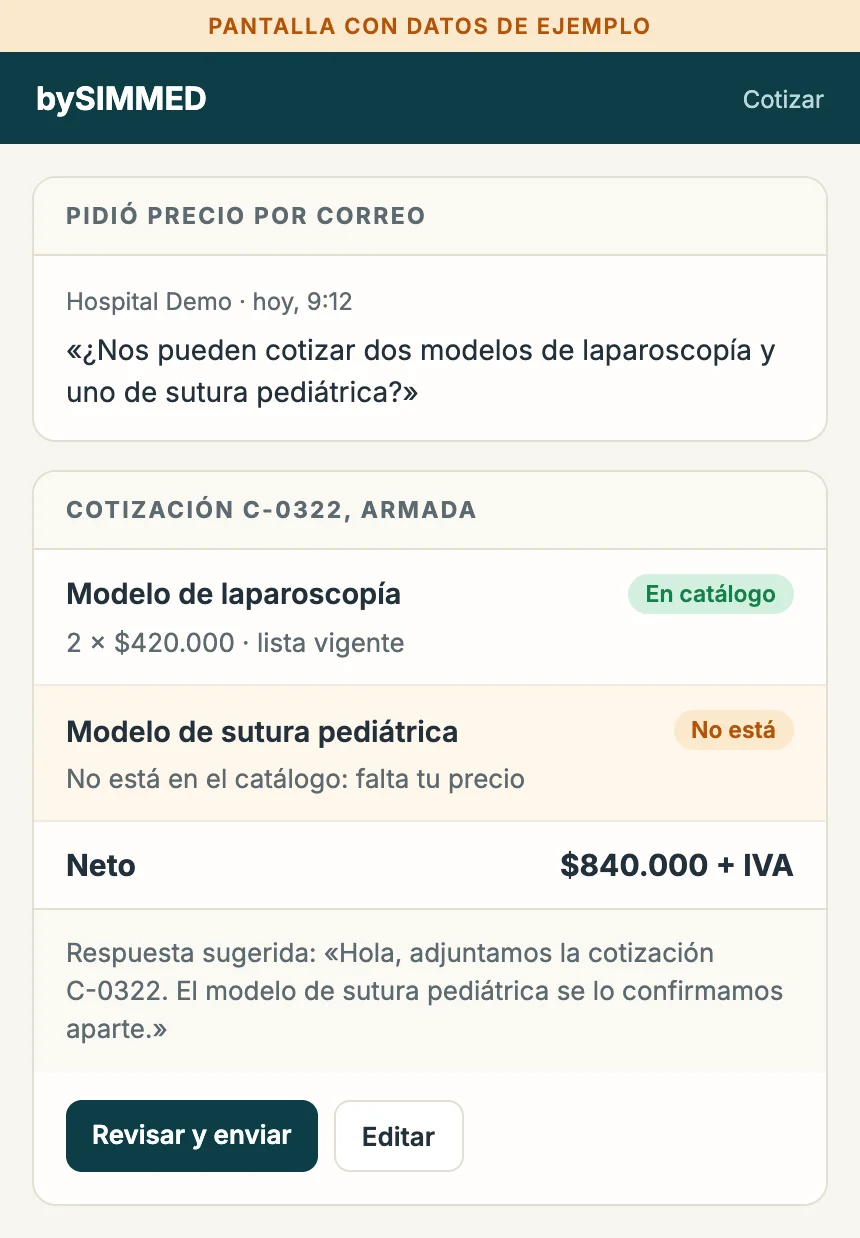 PANTALLA CON DATOS DE EJEMPLO
bySIMMED
Cotizar
PIDIÓ PRECIO POR CORREO
Hospital Demo · hoy, 9:12
«¿Nos pueden cotizar dos modelos de laparoscopía y
uno de sutura pediátrica?»
COTIZACIÓN C-0322, ARMADA
Modelo de laparoscopía
En catálogo
2 × $420.000 · lista vigente
Modelo de sutura pediátrica
No está
No está en el catálogo: falta tu precio
Neto
$840.000 + IVA
Respuesta sugerida: «Hola, adjuntamos la cotización
C-0322. El modelo de sutura pediátrica se lo confirmamos
aparte.»
Revisar y enviar
Editar